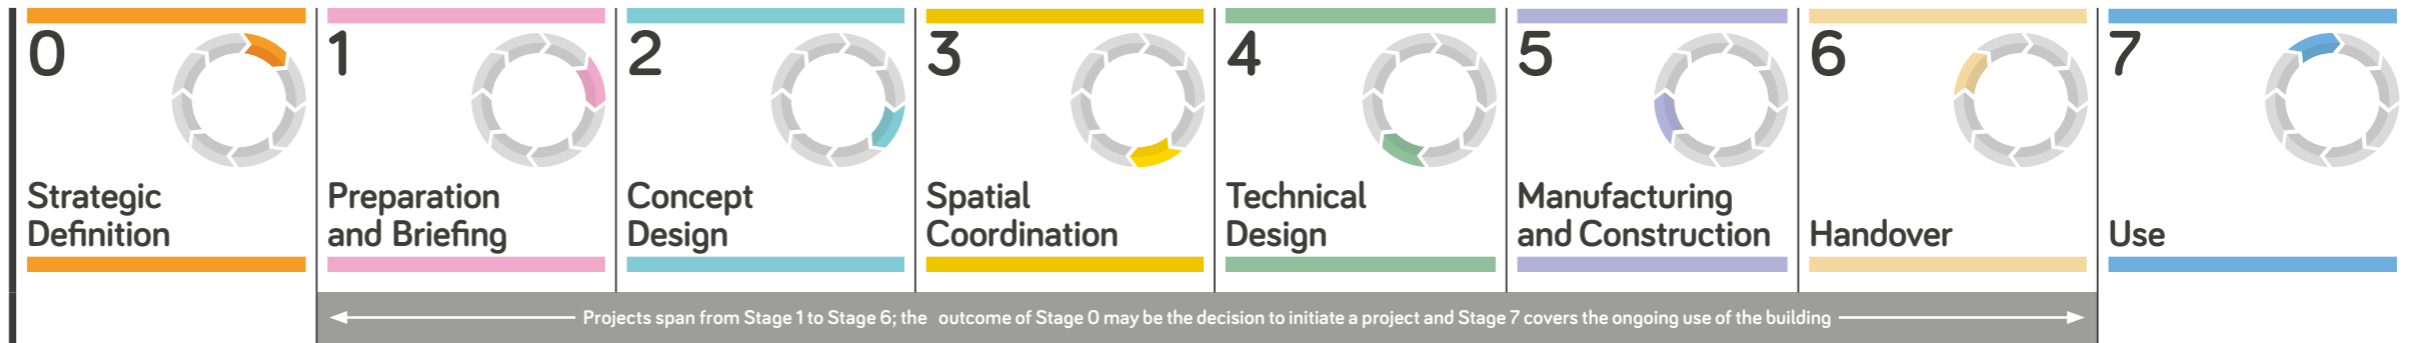 0
Strategic
Definition
1
Preparation
and Briefing
2
Concept
Design
3
Spatial
Coordination
4
Technical
Design
5
Manufacturing
and Construction
6
Handover
7
Use
Projects span from Stage 1 to Stage 6; the outcome of Stage 0 may be the decision to initiate a project and Stage 7 covers the ongoing use of the building